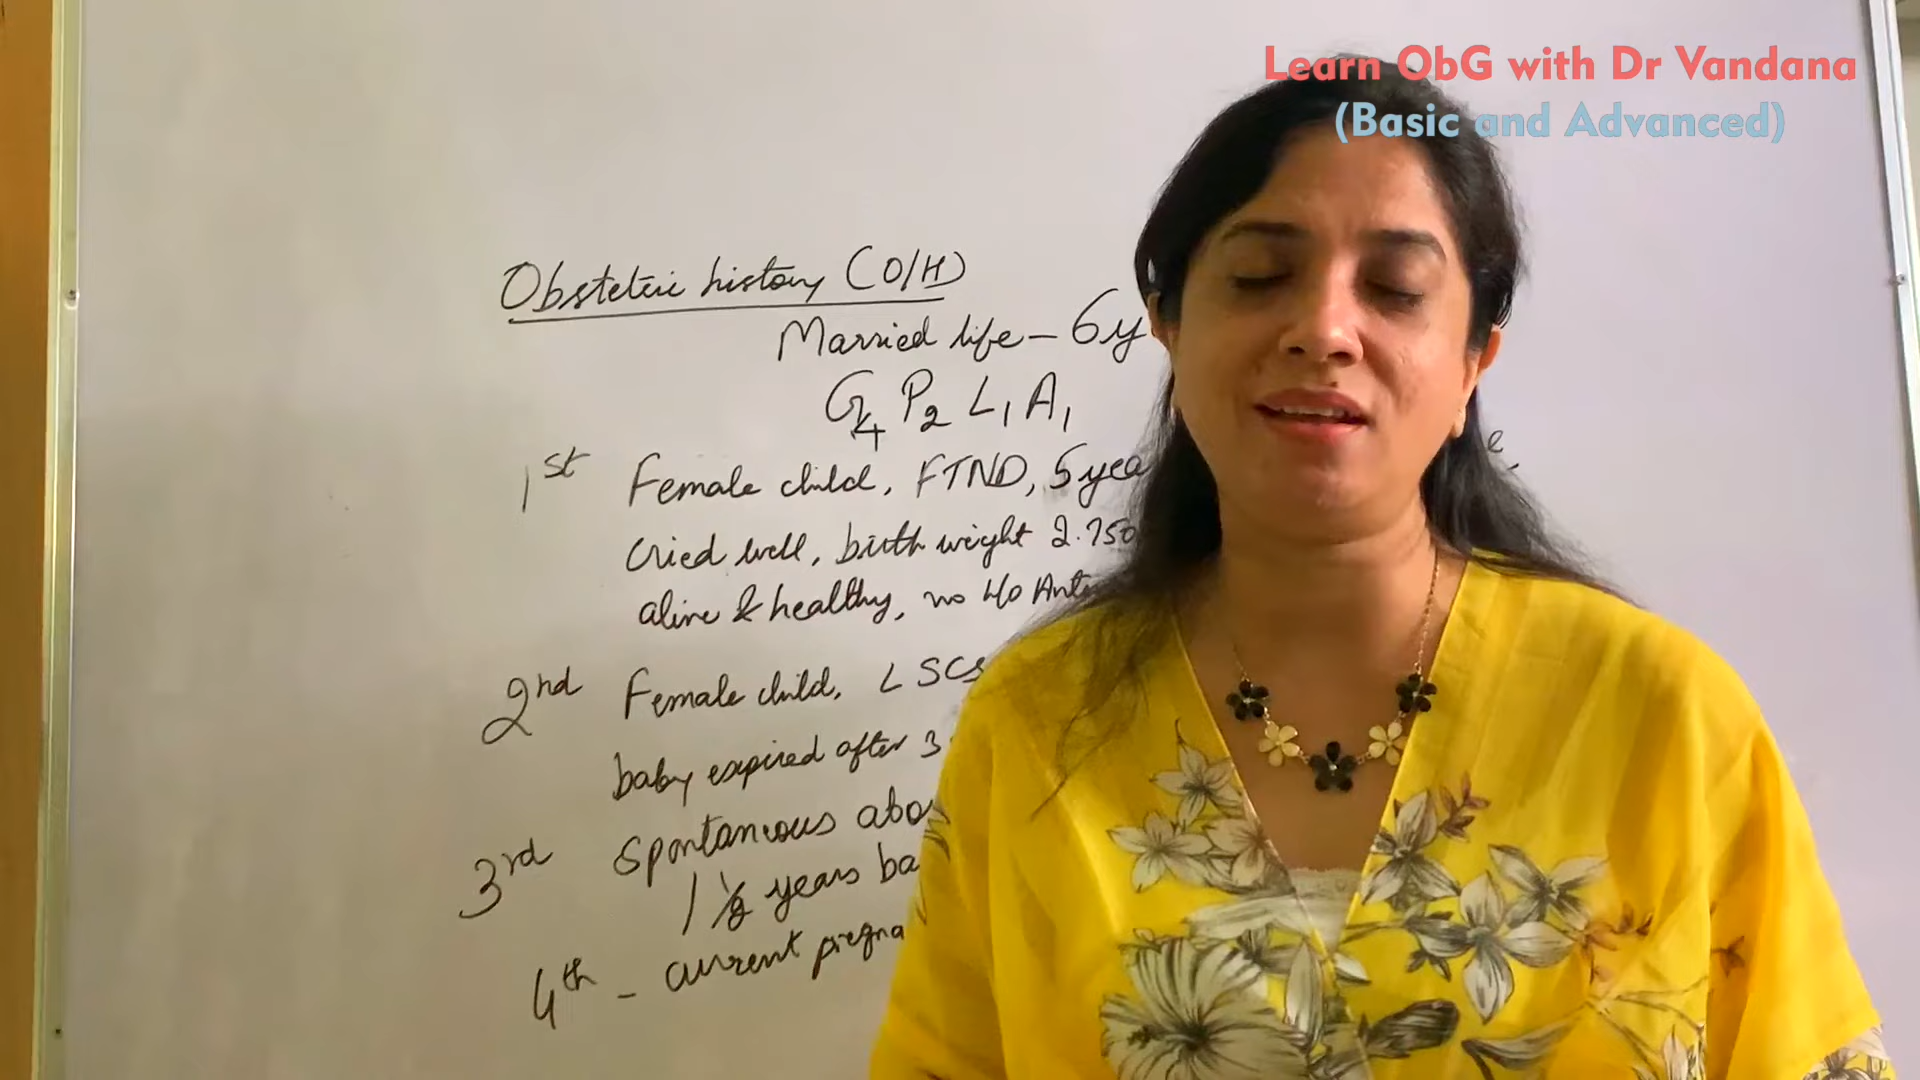 Learn ObG with Dr Vandana
(Basic and Advanced)
Obstetric history (O/H)
Married life - 6y
G4 P2 L1 A1
1st Female child, FTND, 5 yea
cried well, birth weight 2.750
alive & healthy, no H/o Ant
2nd Female child, LSCS
baby expired after 3
3rd Spontaneous abo
1 1/2 years ba
4th - current pregna